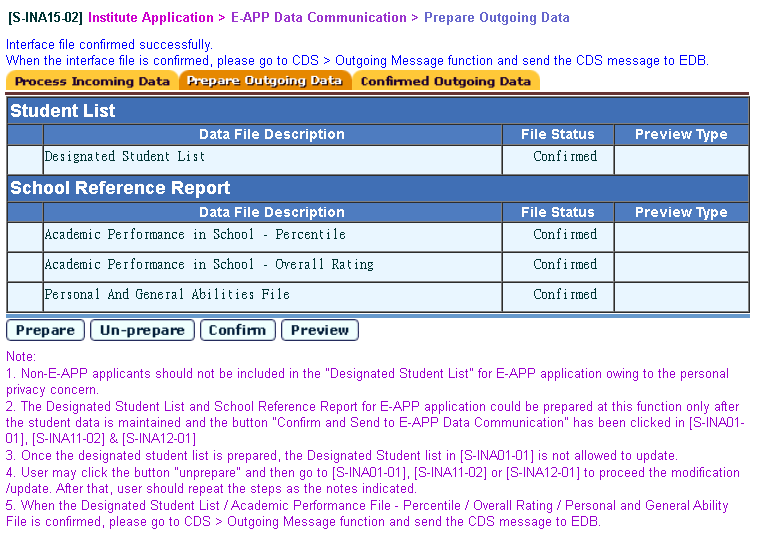 [S-INA15-02] Institute Application > E-APP Data Communication > Prepare Outgoing Data
Interface file confirmed successfully.
When the interface file is confirmed, please go to CDS > Outgoing Message function and send the CDS message to EDB.
Process Incoming Data Prepare Outgoing Data Confirmed Outgoing Data
Student List
Data File Description File Status Preview Type
Designated Student List Confirmed
School Reference Report
Data File Description File Status Preview Type
Academic Performance in School - Percentile Confirmed
Academic Performance in School - Overall Rating Confirmed
Personal And General Abilities File Confirmed
Prepare Un-prepare Confirm Preview
Note:
1. Non-E-APP applicants should not be included in the "Designated Student List" for E-APP application owing to the personal
privacy concern.
2. The Designated Student List and School Reference Report for E-APP application could be prepared at this function only after
the student data is maintained and the button "Confirm and Send to E-APP Data Communication" has been clicked in [S-INA01-
01], [S-INA11-02] & [S-INA12-01]
3. Once the designated student list is prepared, the Designated Student list in [S-INA01-01] is not allowed to update.
4. User may click the button "unprepare" and then go to [S-INA01-01], [S-INA11-02] or [S-INA12-01] to proceed the modification
/update. After that, user should repeat the steps as the notes indicated.
5. When the Designated Student List / Academic Performance File - Percentile / Overall Rating / Personal and General Ability
File is confirmed, please go to CDS > Outgoing Message function and send the CDS message to EDB.